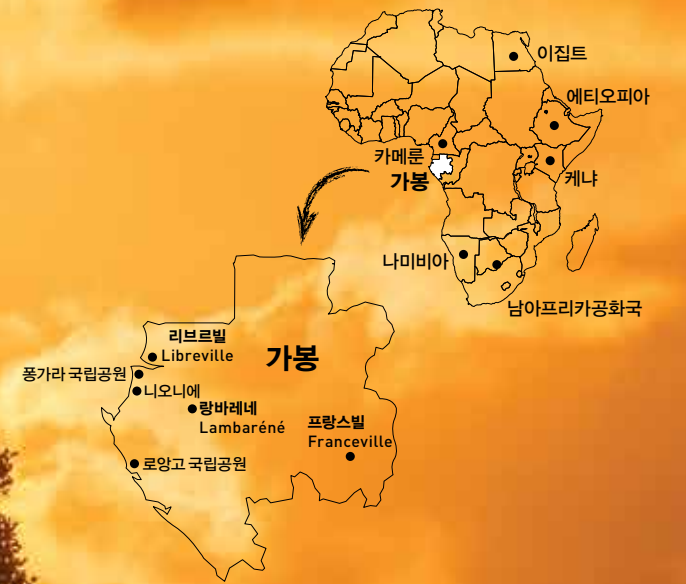 이집트
에티오피아
카메룬
가봉
케냐
나미비아
남아프리카공화국
리브르빌
Libreville
가봉
퐁가라 국립공원
니오니에
랑바레네
Lambaréné
프랑스빌
Franceville
로앙고 국립공원